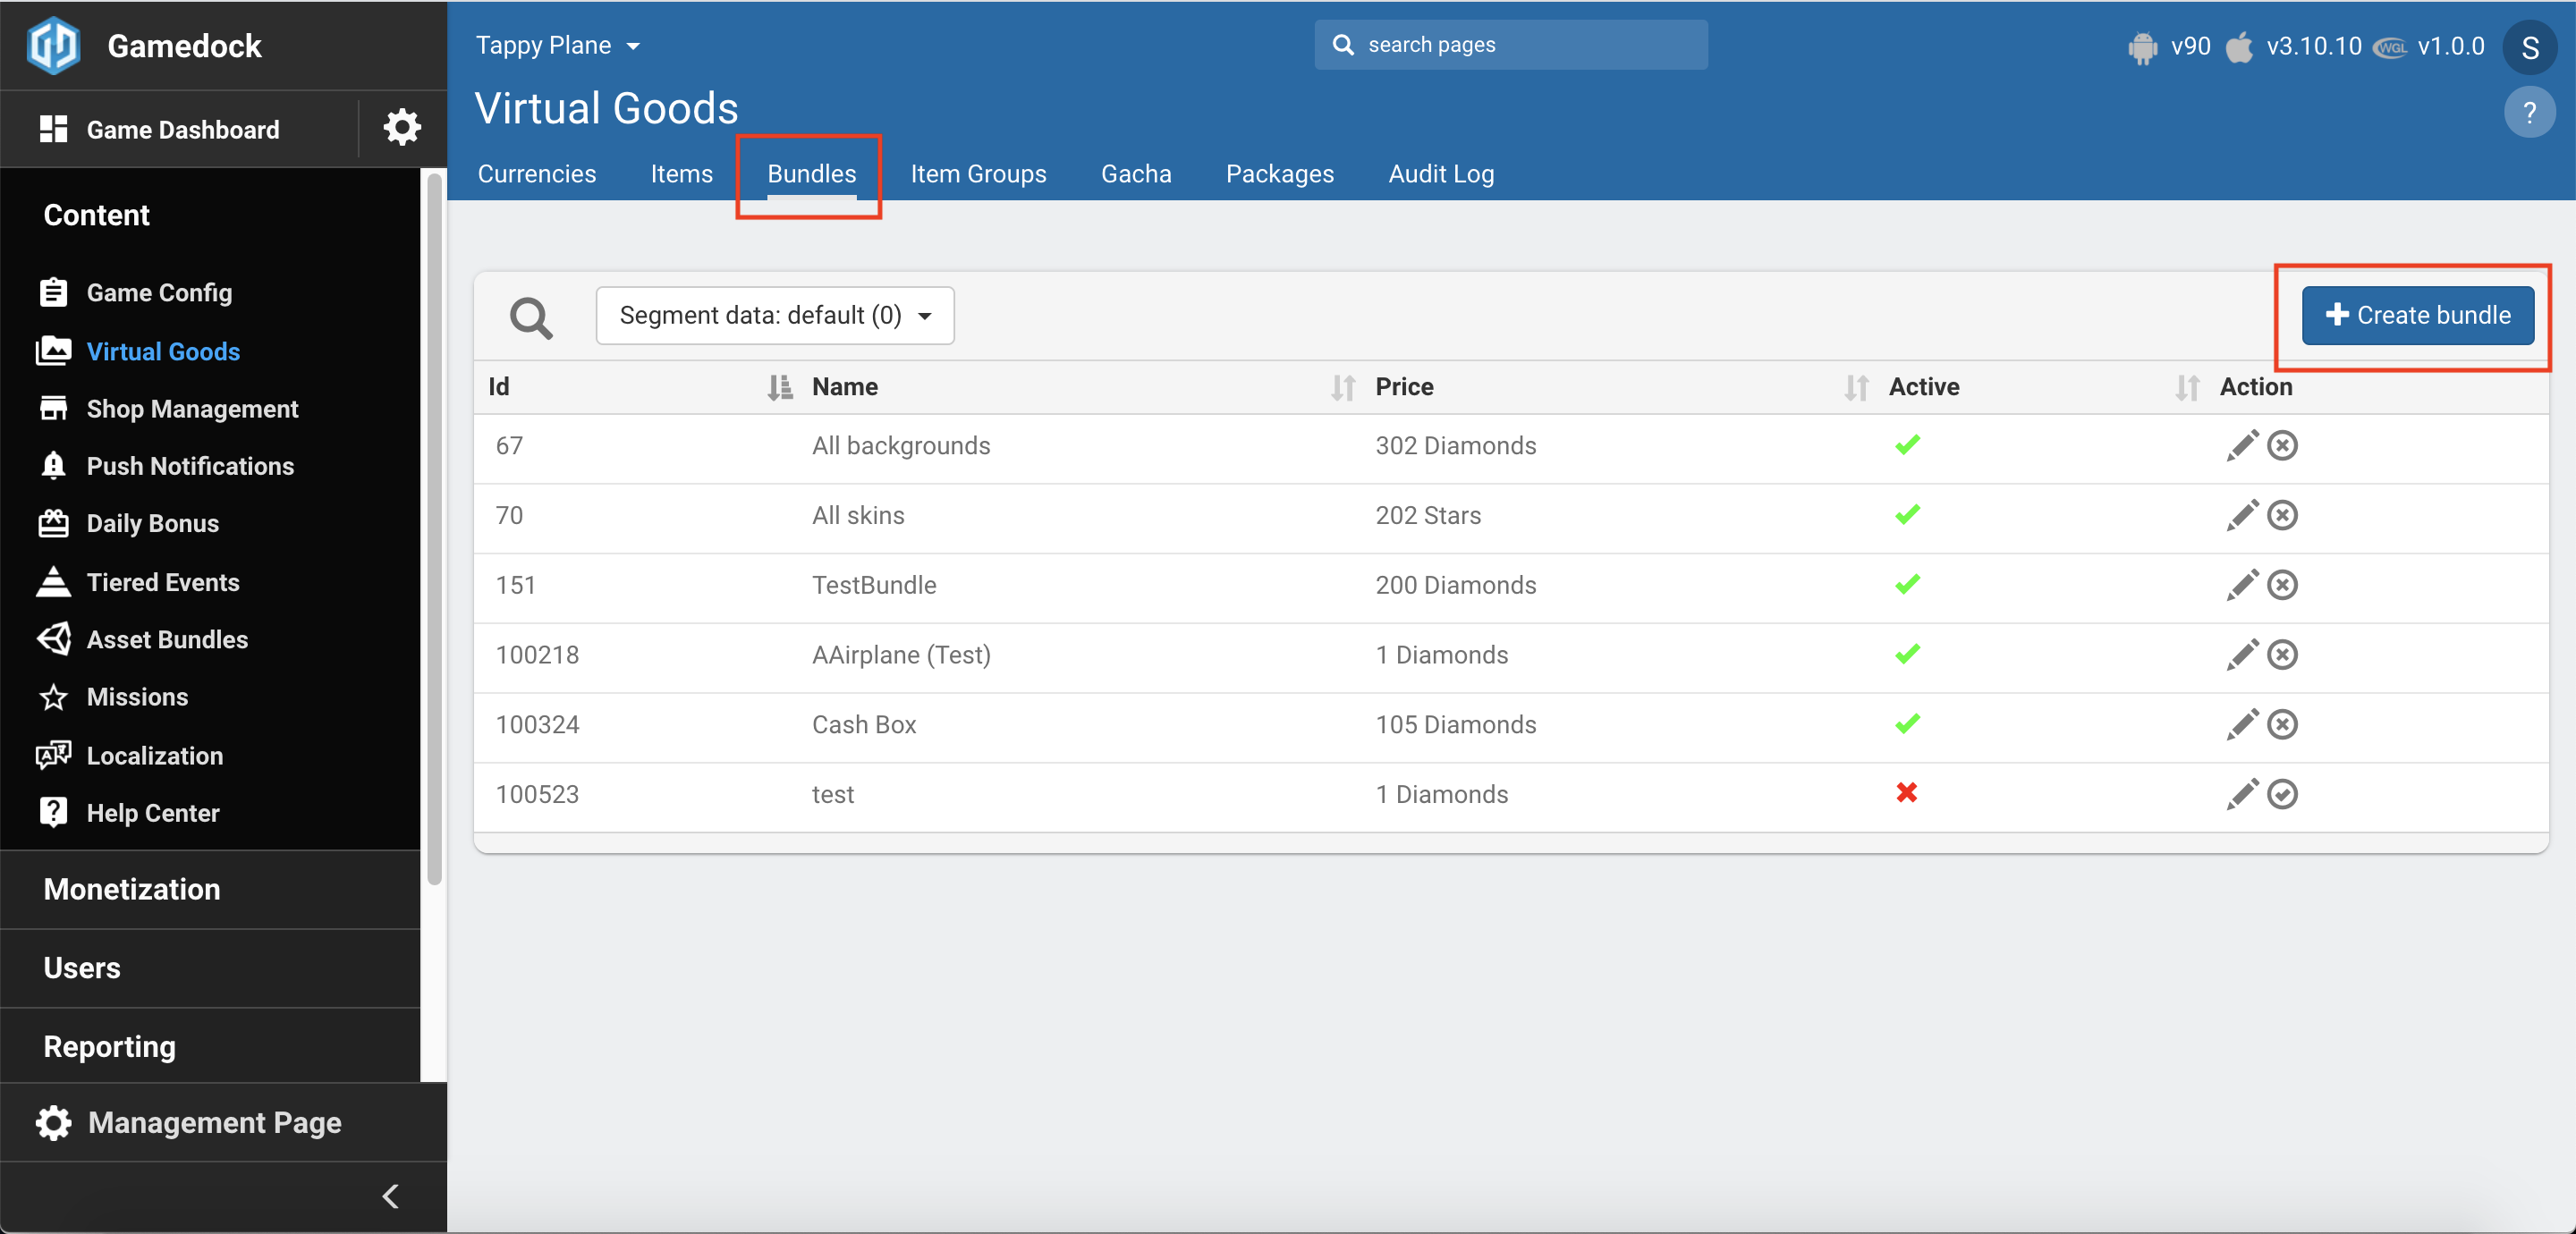 Gamedock
Game Dashboard
Content
Game Config
Virtual Goods
Shop Management
Push Notifications
Daily Bonus
Tiered Events
Asset Bundles
Missions
Localization
Help Center
Monetization
Users
Reporting
Management Page
Tappy Plane
search pages
v90 v3.10.10 WGL v1.0.0 S
Virtual Goods
?
Currencies Items Bundles Item Groups Gacha Packages Audit Log
Segment data: default (0)
Create bundle
Id Name Price Active Action
67 All backgrounds 302 Diamonds
70 All skins 202 Stars
151 TestBundle 200 Diamonds
100218 AAirplane (Test) 1 Diamonds
100324 Cash Box 105 Diamonds
100523 test 1 Diamonds